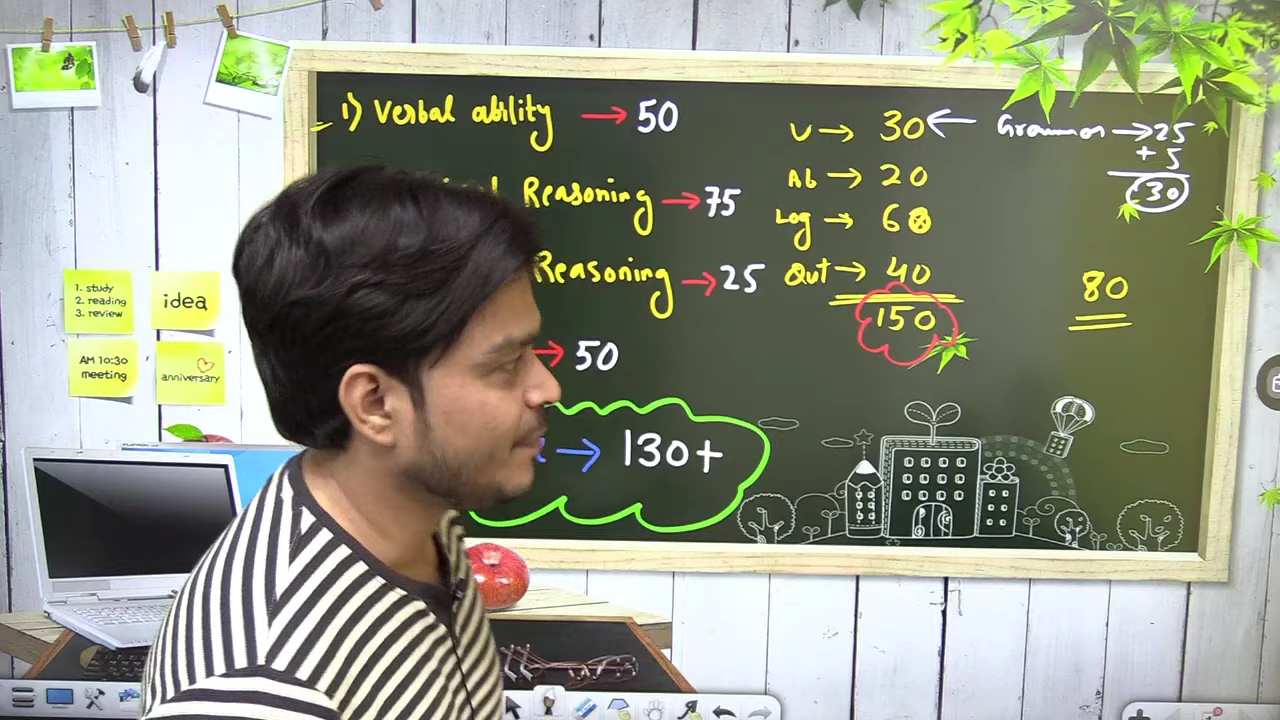 1) Verbal ability → 50
Reasoning → 75
Reasoning → 25
→ 50
→ 130+
V → 30 ← Grammar → 25
+ 5
30
Ab → 20
Log → 60
Qut → 40
150
80
1. study
2. reading
3. review
idea
AM 10:30
meeting
anniversary